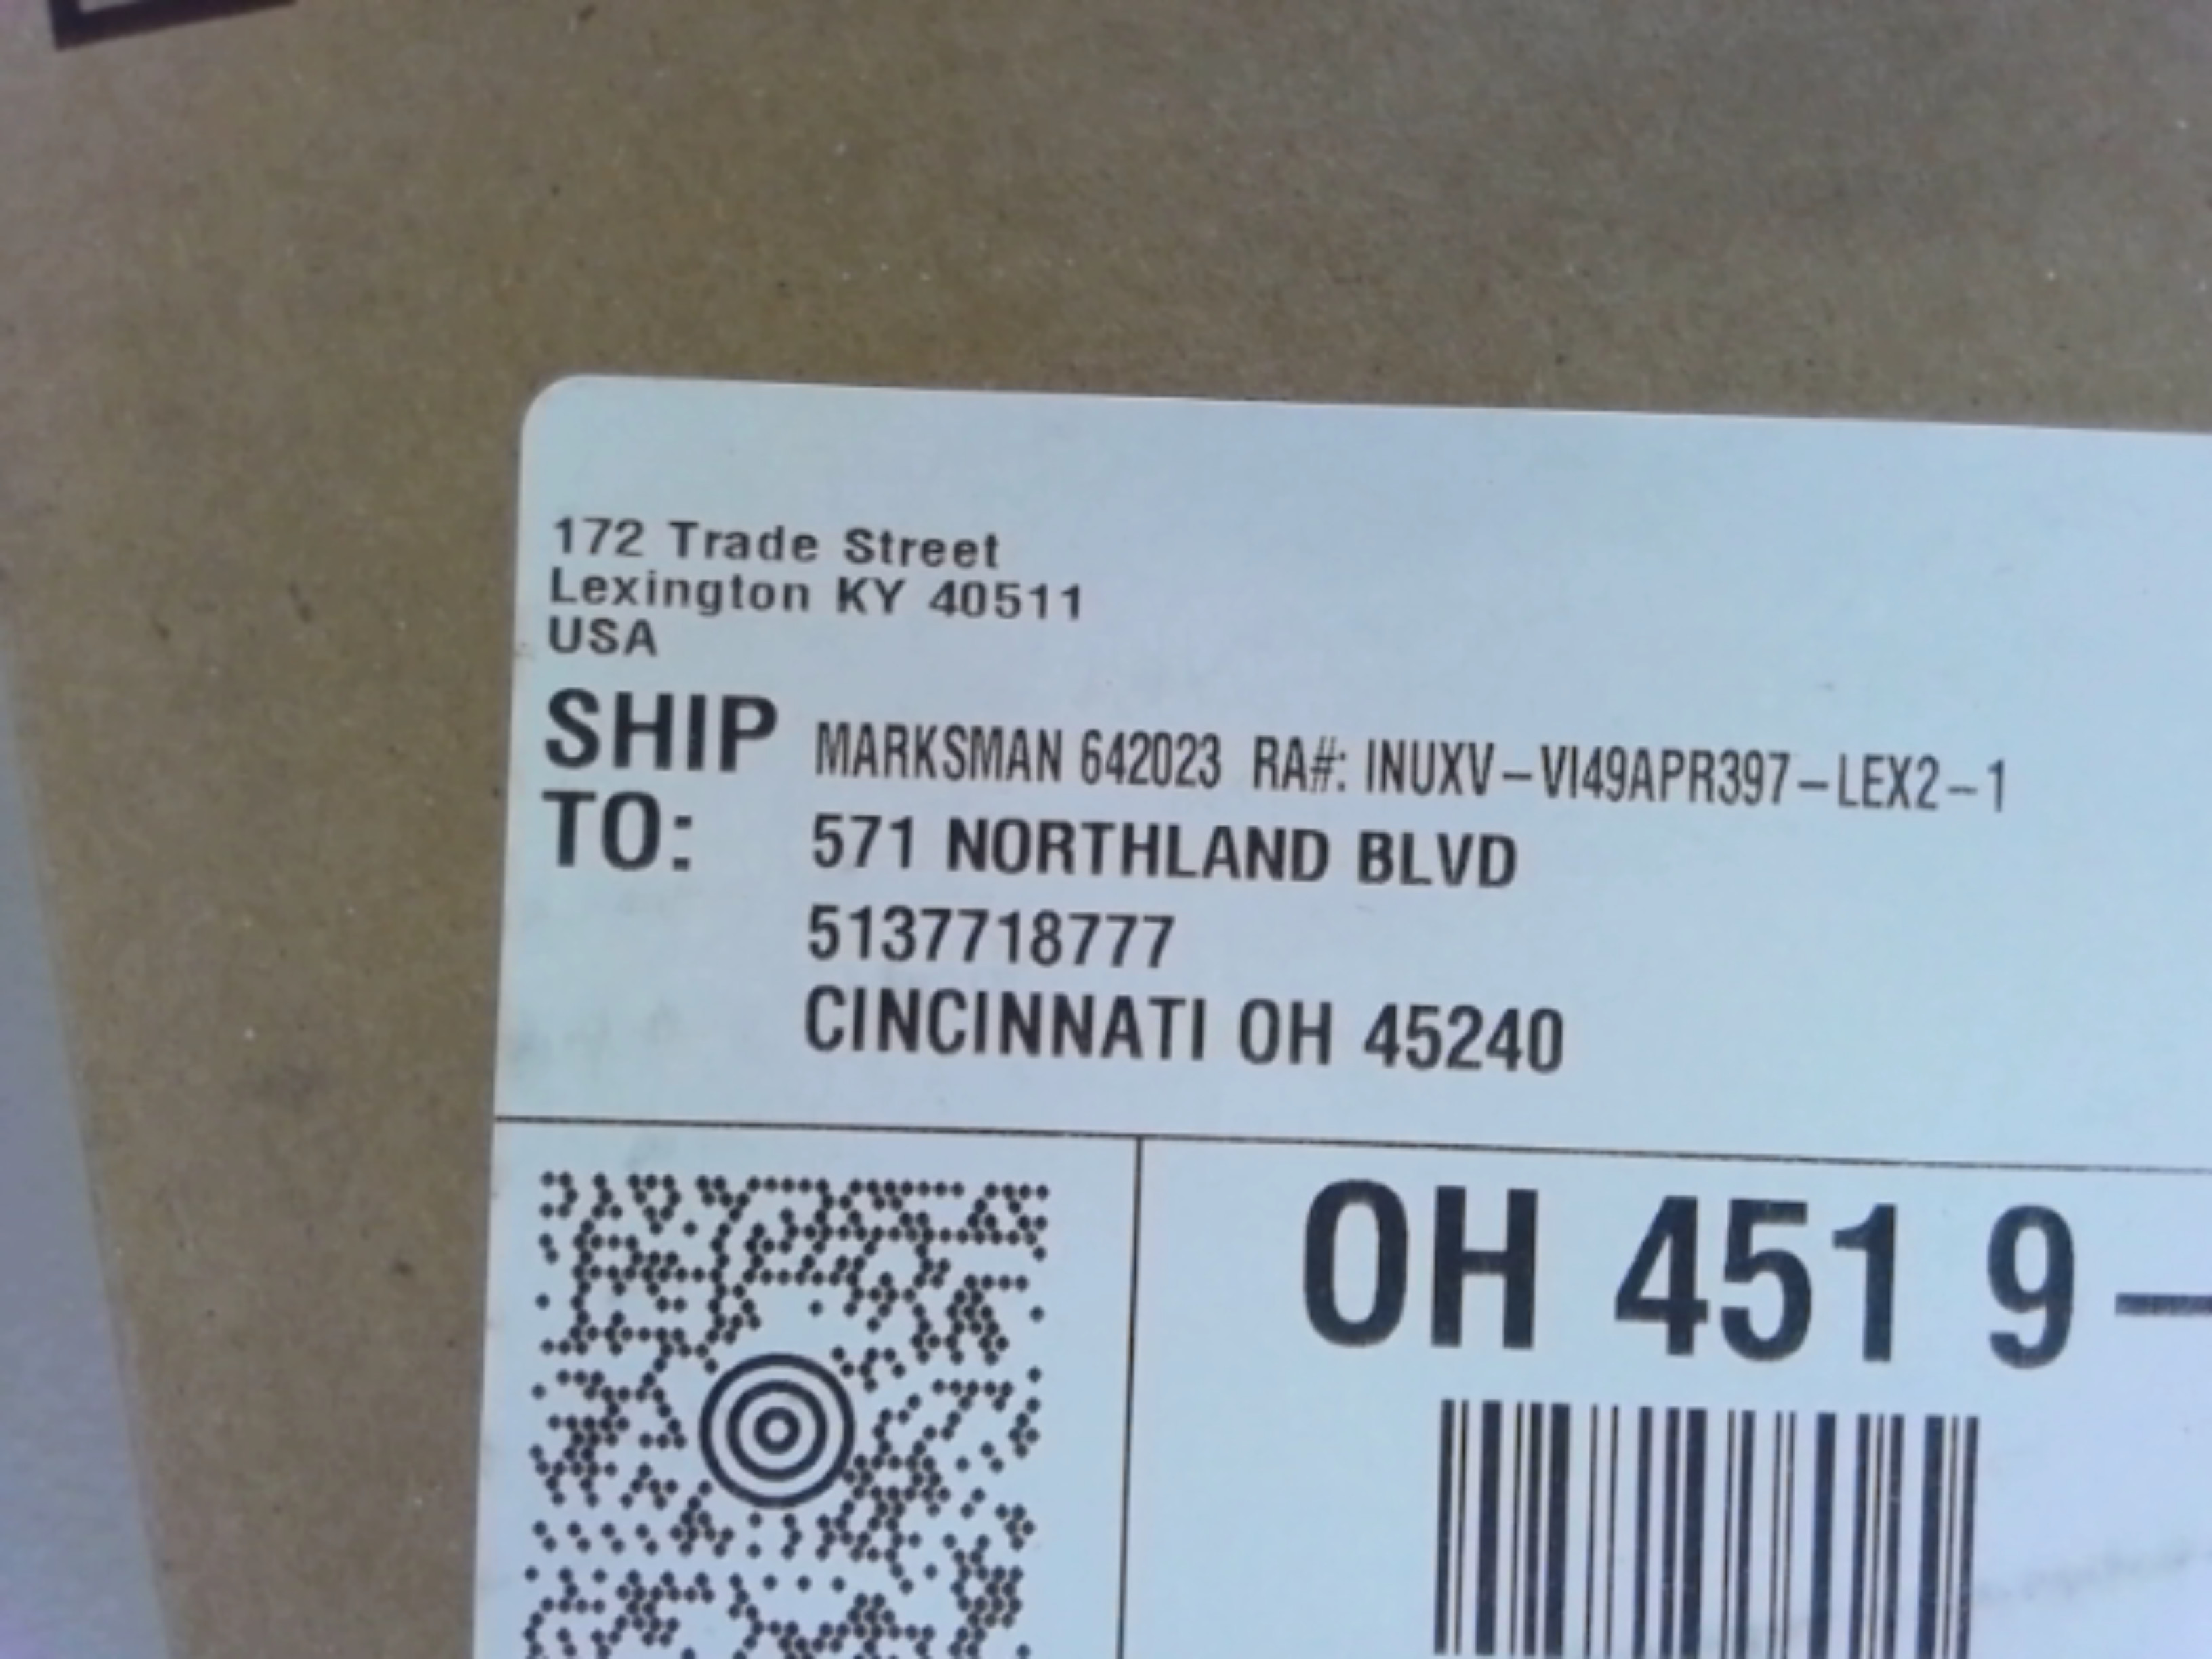 172 Trade Street
Lexington KY 40511
USA
SHIP TO:
MARKSMAN 642023 RA#: INUXV-VI49APR397-LEX2-1
571 NORTHLAND BLVD
5137718777
CINCINNATI OH 45240
OH 451 9-